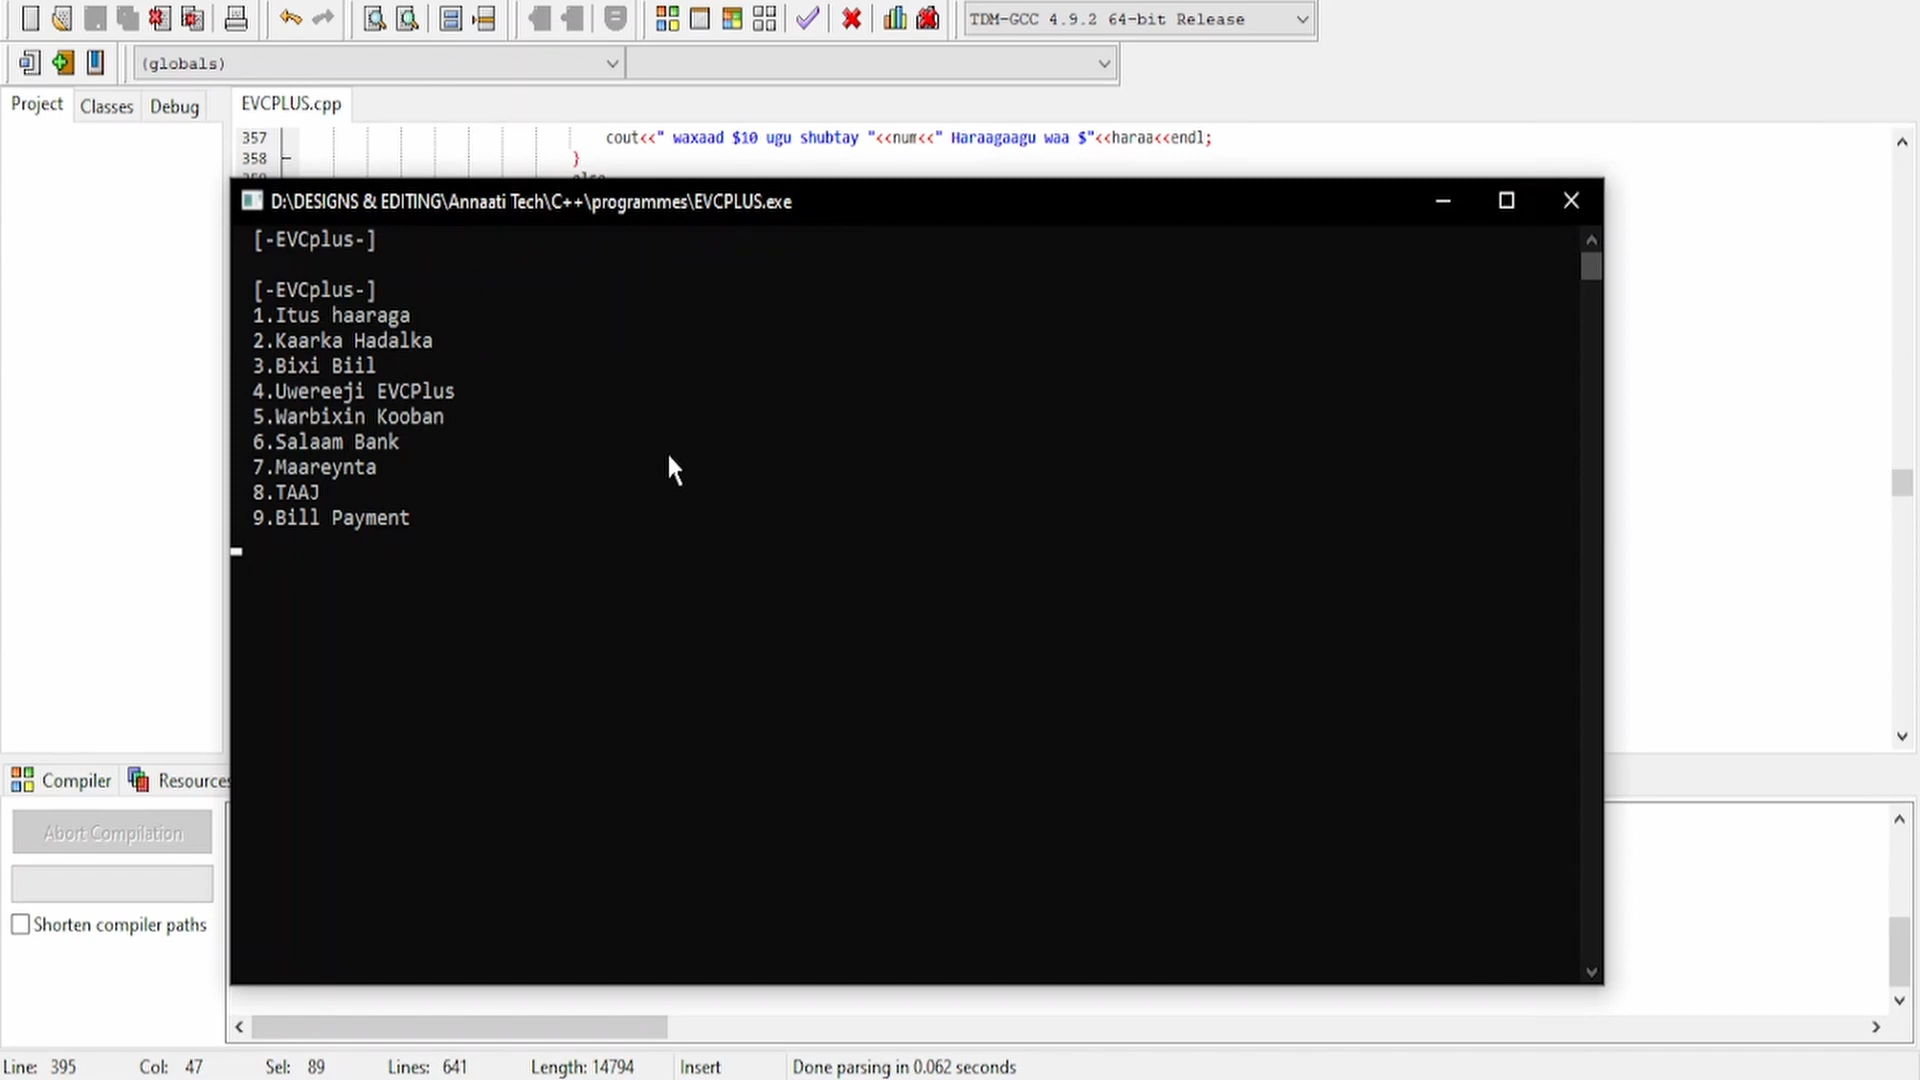 TDM-GCC 4.9.2 64-bit Release
(globals)
Project Classes Debug EVCPLUS.cpp
357 cout<<" waxaad $10 ugu shubtay "<<num<<" Haraagaagu waa $"<<haraa<<endl;
358 }
359 else
D:\DESIGNS & EDITING\Annaati Tech\C++\programmes\EVCPLUS.exe
[-EVCplus-]
[-EVCplus-]
1.Itus haaraga
2.Kaarka Hadalka
3.Bixi Biil
4.Uwereeji EVCPlus
5.Warbixin Kooban
6.Salaam Bank
7.Maareynta
8.TAAJ
9.Bill Payment
Compiler Resources
Abort Compilation
Shorten compiler paths
Line: 395 Col: 47 Sel: 89 Lines: 641 Length: 14794 Insert Done parsing in 0.062 seconds